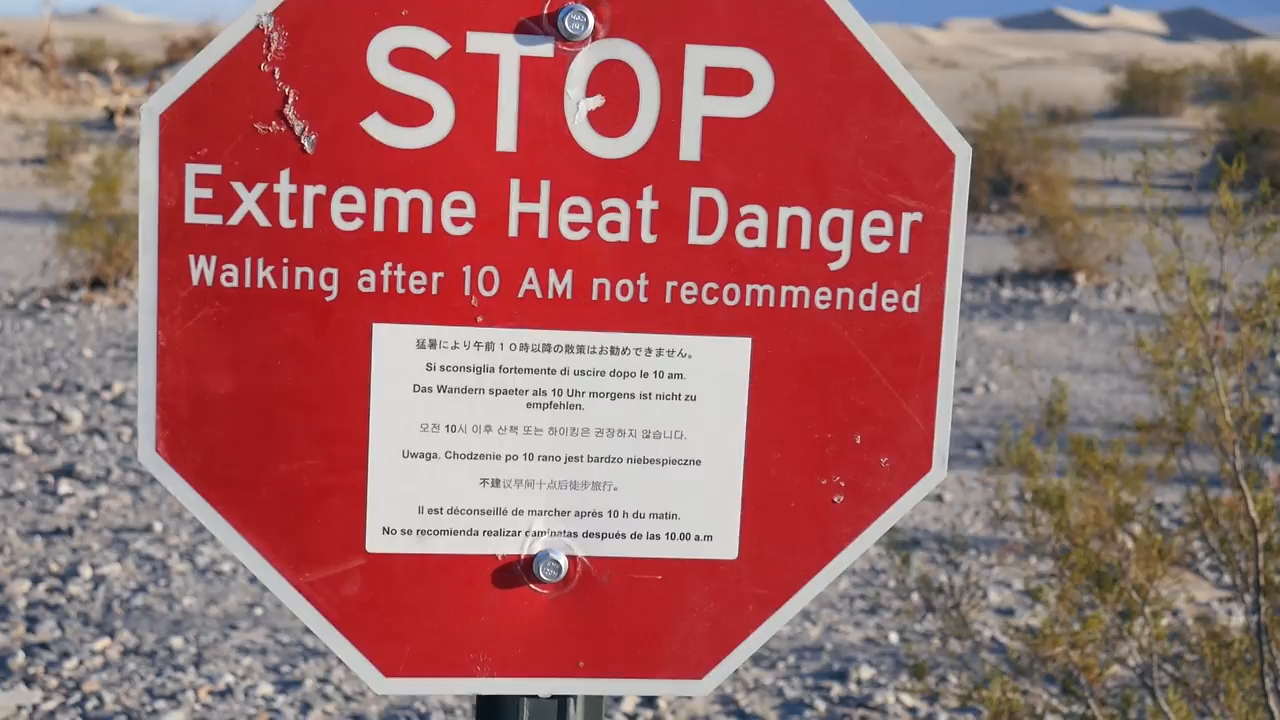 STOP
Extreme Heat Danger
Walking after 10 AM not recommended
猛暑により午前１０時以降の散策はお勧めできません。
Si sconsiglia fortemente di uscire dopo le 10 am.
Das Wandern spaeter als 10 Uhr morgens ist nicht zu
empfehlen.
오전 10시 이후 산책 또는 하이킹은 권장하지 않습니다.
Uwaga. Chodzenie po 10 rano jest bardzo niebespieczne
不建议早间十点后徒步旅行。
Il est déconseillé de marcher après 10 h du matin.
No se recomienda realizar caminatas después de las 10.00 a.m